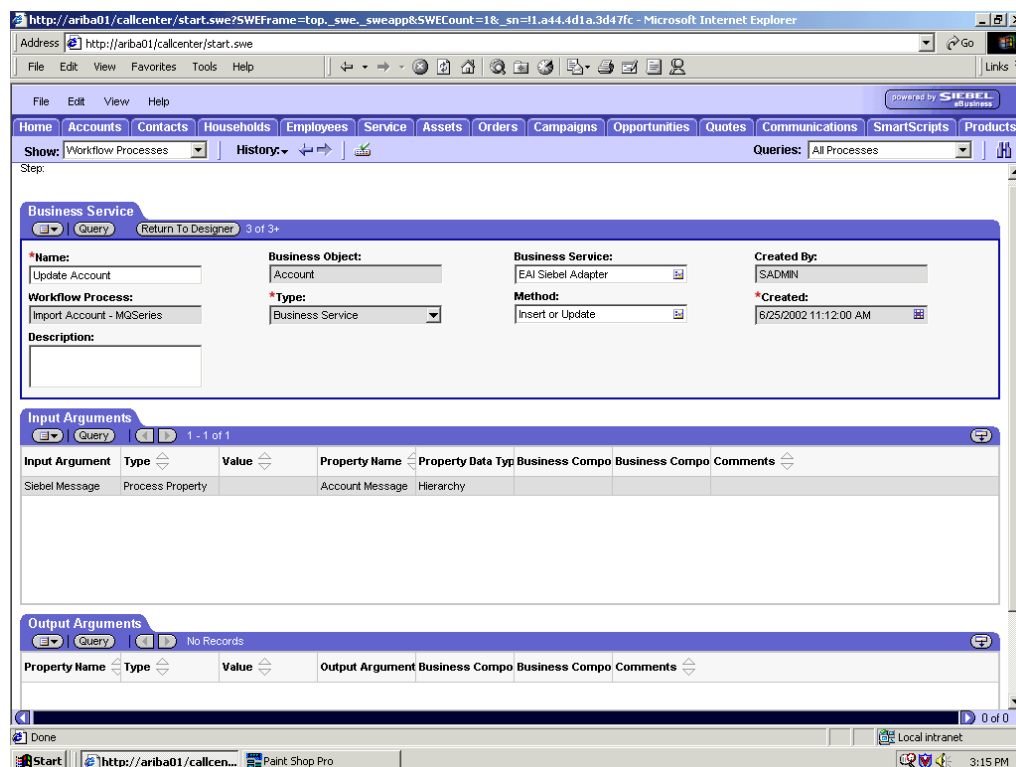 http://ariba01/callcenter/start.swe?SWEFrame=top._swe._sweapp&SWECount=1&_sn=!1.a44.4d1a.3d47fc - Microsoft Internet Explorer
Address http://ariba01/callcenter/start.swe Go
File Edit View Favorites Tools Help Links
File Edit View Help powered by SIEBEL eBusiness
Home Accounts Contacts Households Employees Service Assets Orders Campaigns Opportunities Quotes Communications SmartScripts Products
Show: Workflow Processes History: Queries: All Processes
Step:
Business Service
Query Return To Designer 3 of 3+
*Name: Business Object: Business Service: Created By:
Update Account Account EAI Siebel Adapter SADMIN
Workflow Process: *Type: Method: *Created:
Import Account - MQSeries Business Service Insert or Update 6/25/2002 11:12:00 AM
Description:
Input Arguments
Query 1 - 1 of 1
Input Argument Type Value Property Name Property Data Typ Business Compo Business Compo Comments
Siebel Message Process Property Account Message Hierarchy
Output Arguments
Query No Records
Property Name Type Value Output Argument Business Compo Business Compo Comments
0 of 0
Done Local intranet
Start http://ariba01/callcen... Paint Shop Pro 3:15 PM